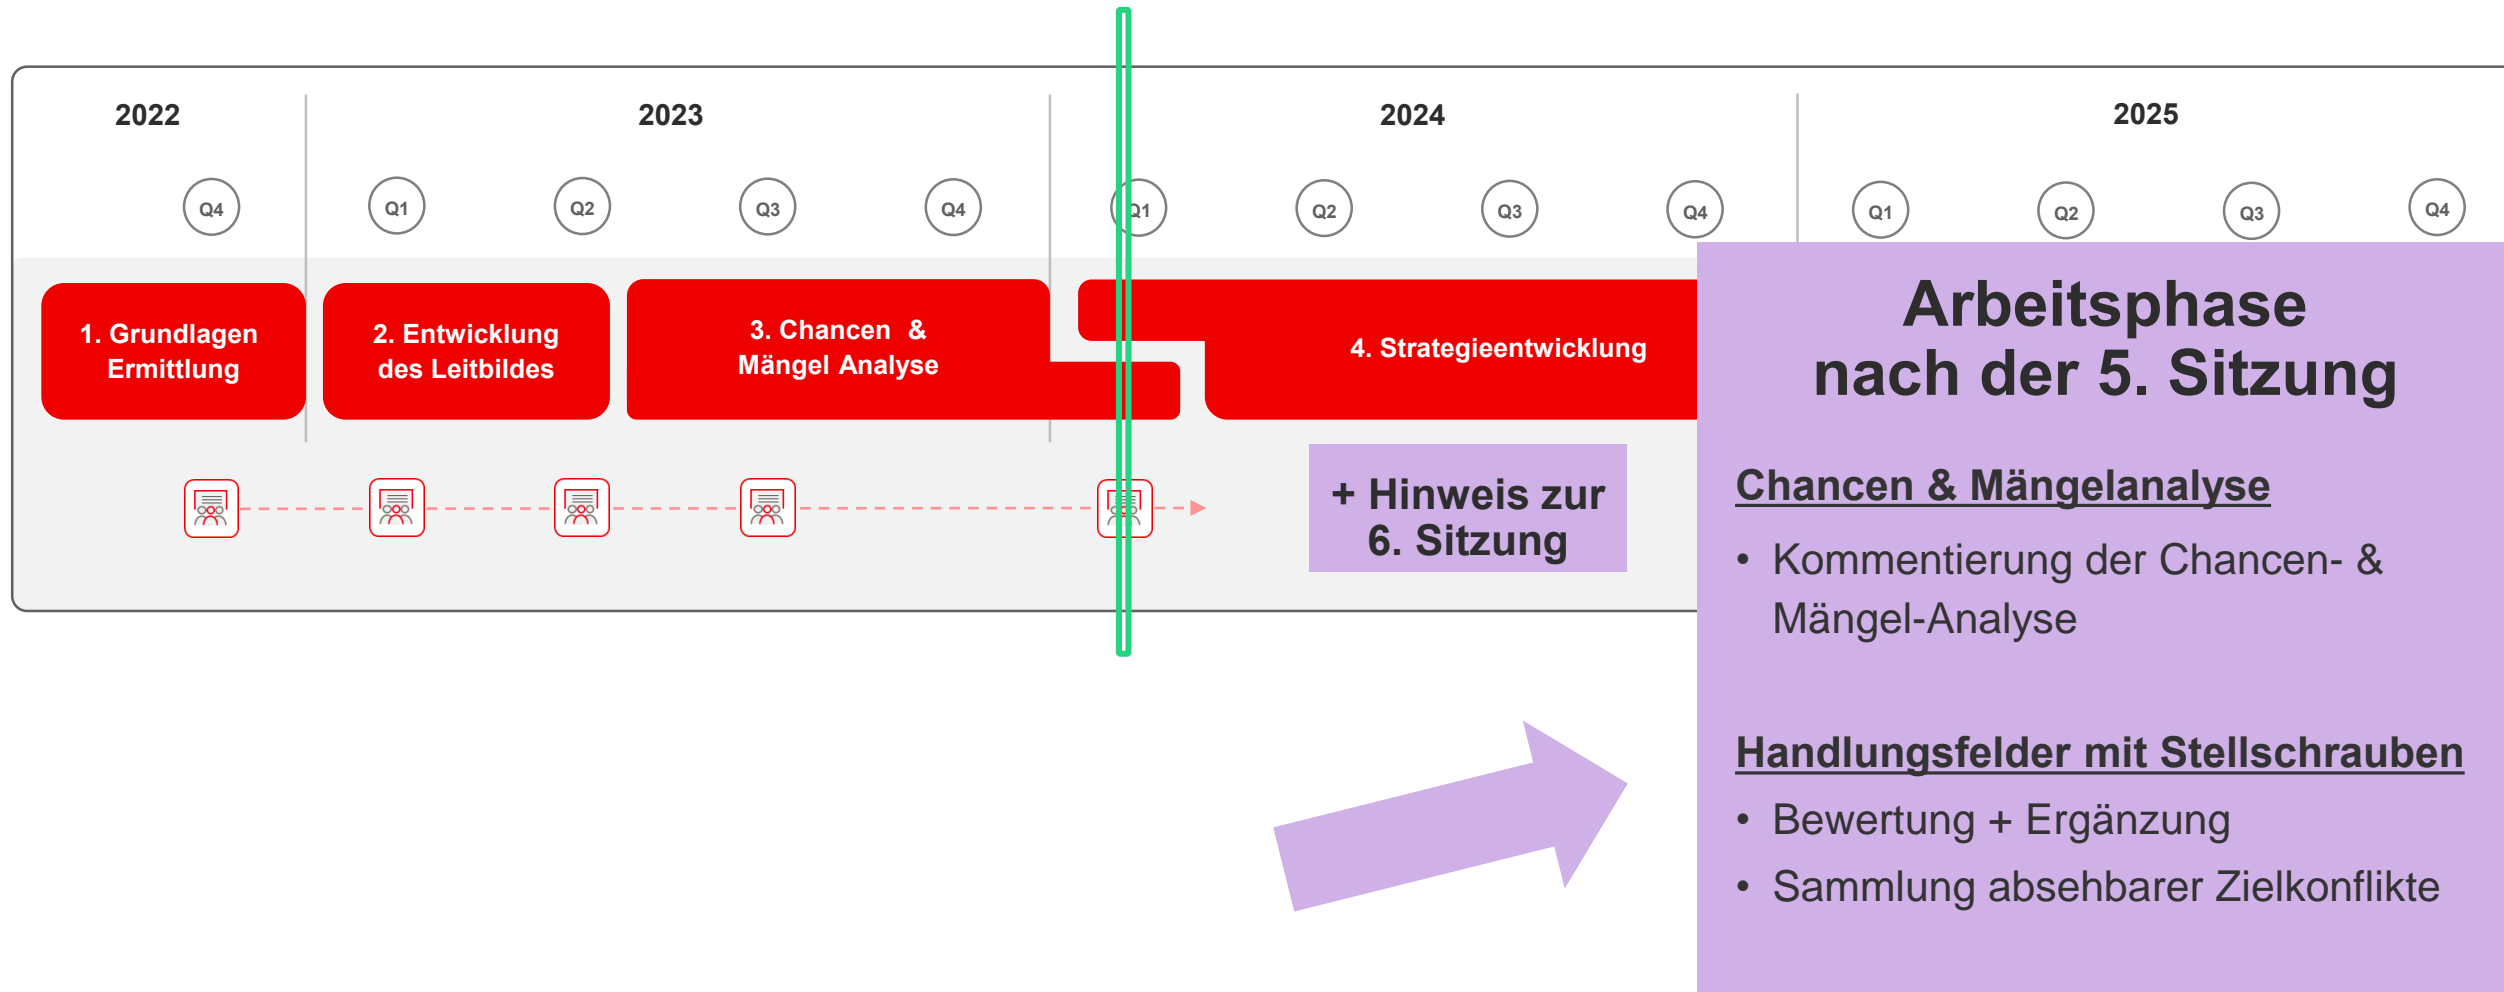 2022
2023
2024
2025
Q4
Q1
Q2
Q3
Q4
Q1
Q2
Q3
Q4
Q1
Q2
Q3
Q4
1. Grundlagen
Ermittlung
2. Entwicklung
des Leitbildes
3. Chancen &
Mängel Analyse
4. Strategieentwicklung
+ Hinweis zur
6. Sitzung
Arbeitsphase
nach der 5. Sitzung
Chancen & Mängelanalyse
• Kommentierung der Chancen- &
Mängel-Analyse
Handlungsfelder mit Stellschrauben
• Bewertung + Ergänzung
• Sammlung absehbarer Zielkonflikte